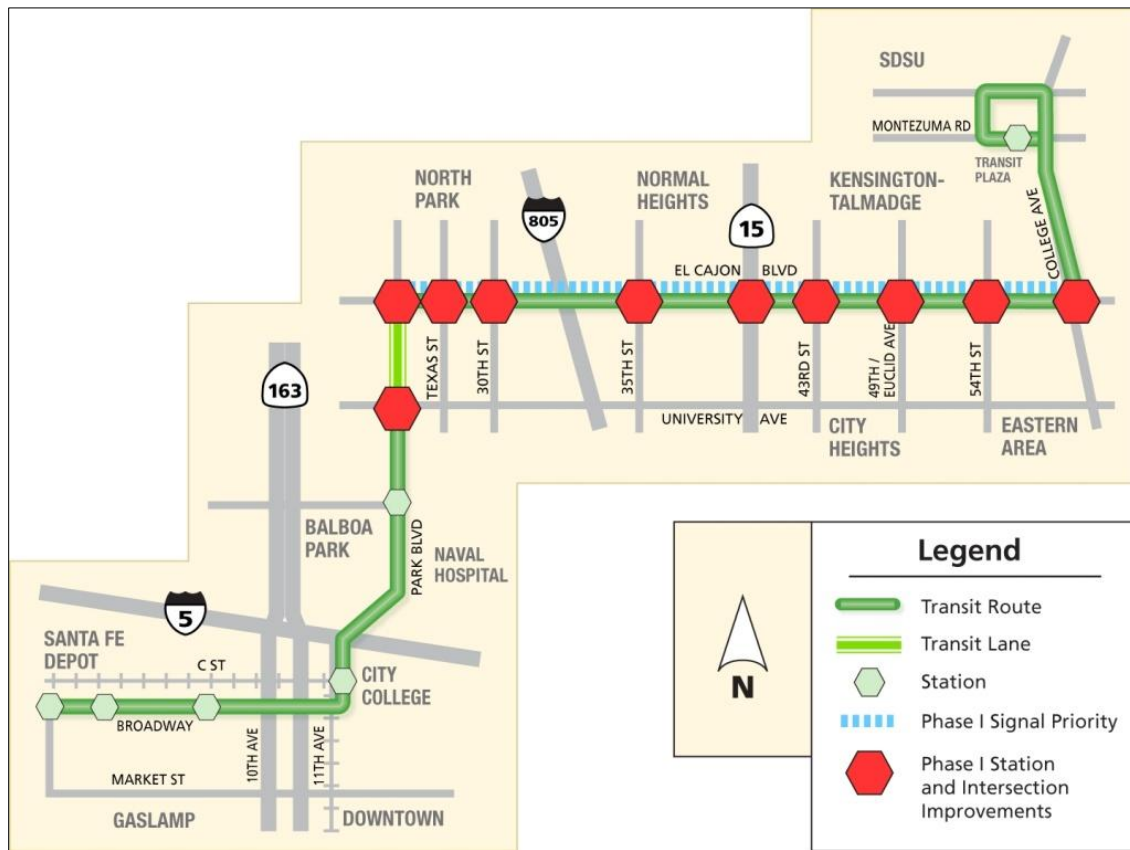 SDSU
MONTEZUMA RD
TRANSIT
PLAZA
COLLEGE AVE
NORTH
PARK
805
NORMAL
HEIGHTS
15
KENSINGTON-
TALMADGE
EL CAJON BLVD
TEXAS ST
30TH ST
35TH ST
43RD ST
49TH /
EUCLID AVE
54TH ST
163
UNIVERSITY AVE
CITY
HEIGHTS
EASTERN
AREA
BALBOA
PARK
PARK BLVD
NAVAL
HOSPITAL
5
SANTA FE
DEPOT
C ST
CITY
COLLEGE
BROADWAY
10TH AVE
11TH AVE
MARKET ST
GASLAMP
DOWNTOWN
N
Legend
Transit Route
Transit Lane
Station
Phase I Signal Priority
Phase I Station
and Intersection
Improvements